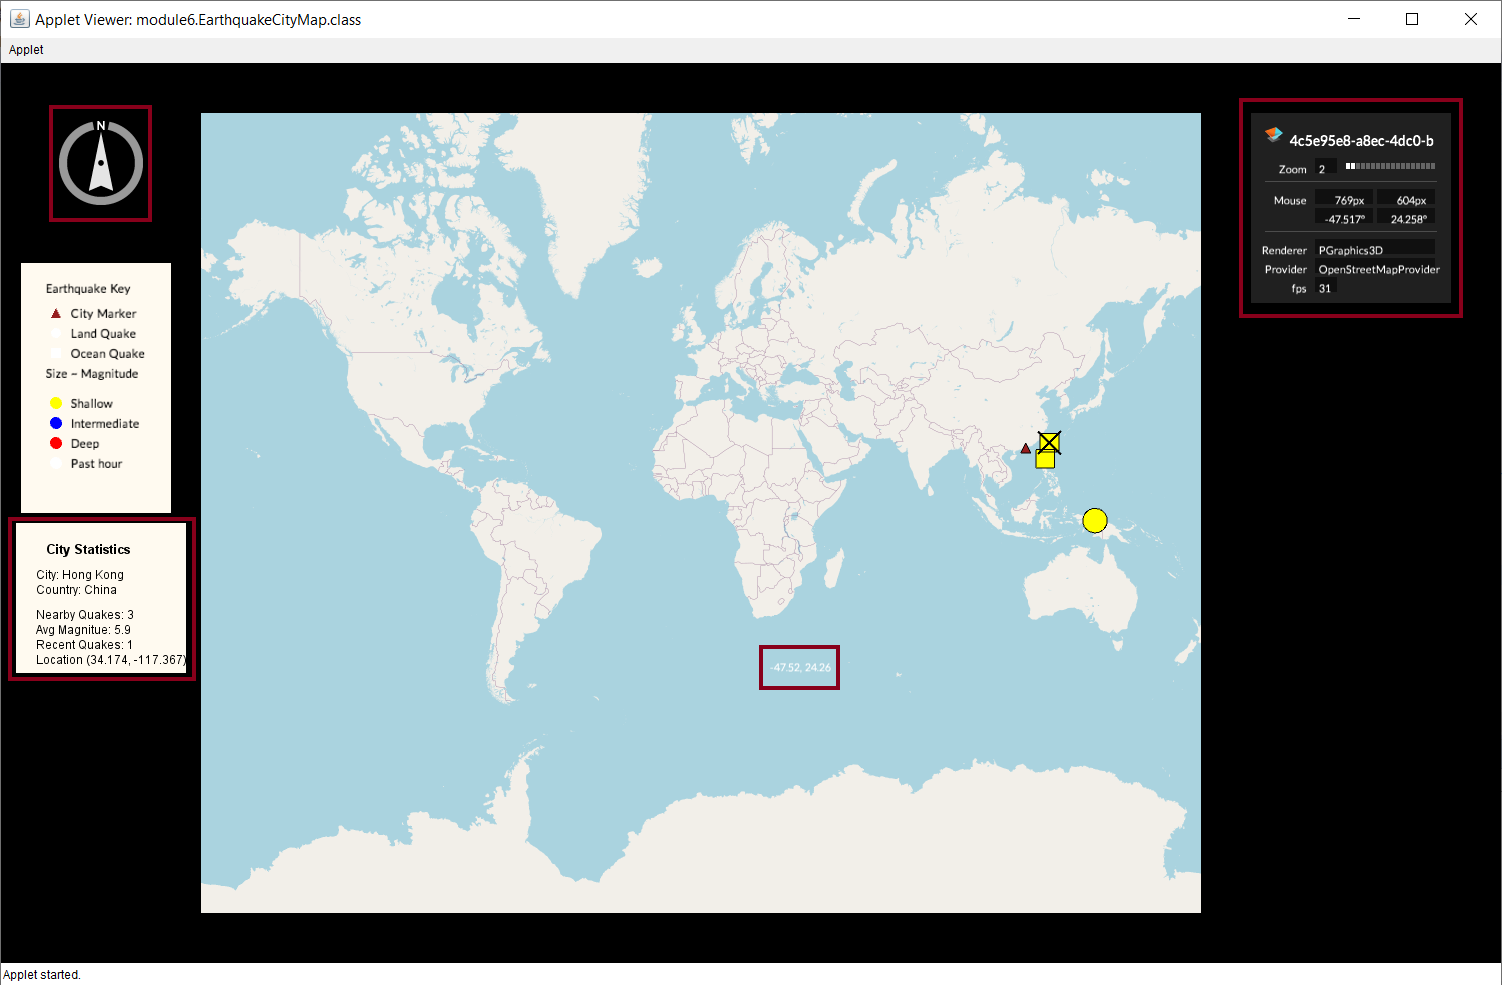 Applet Viewer: module6.EarthquakeCityMap.class
Applet
N
4c5e95e8-a8ec-4dc0-b
Zoom 2
Mouse 769px 604px
-47.517° 24.258°
Renderer PGraphics3D
Provider OpenStreetMapProvider
fps 31
Earthquake Key
City Marker
Land Quake
Ocean Quake
Size ~ Magnitude
Shallow
Intermediate
Deep
Past hour
City Statistics
City: Hong Kong
Country: China
Nearby Quakes: 3
Avg Magnitue: 5.9
Recent Quakes: 1
Location (34.174, -117.367)
-47.52, 24.26
Applet started.